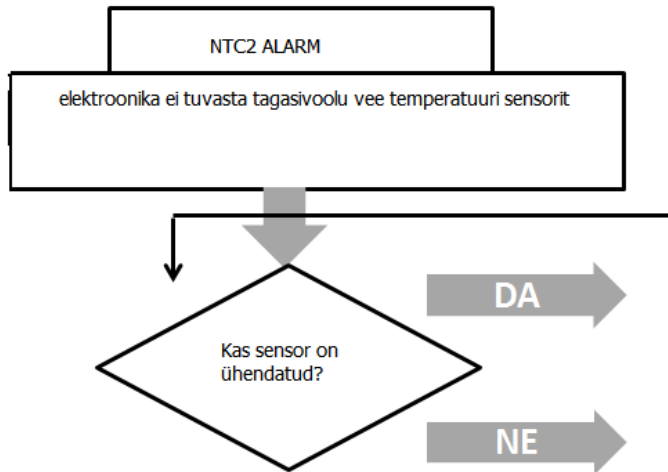 NTC2 ALARM
elektroonika ei tuvasta tagasivoolu vee temperatuuri sensorit
DA
Kas sensor on
ühendatud?
NE